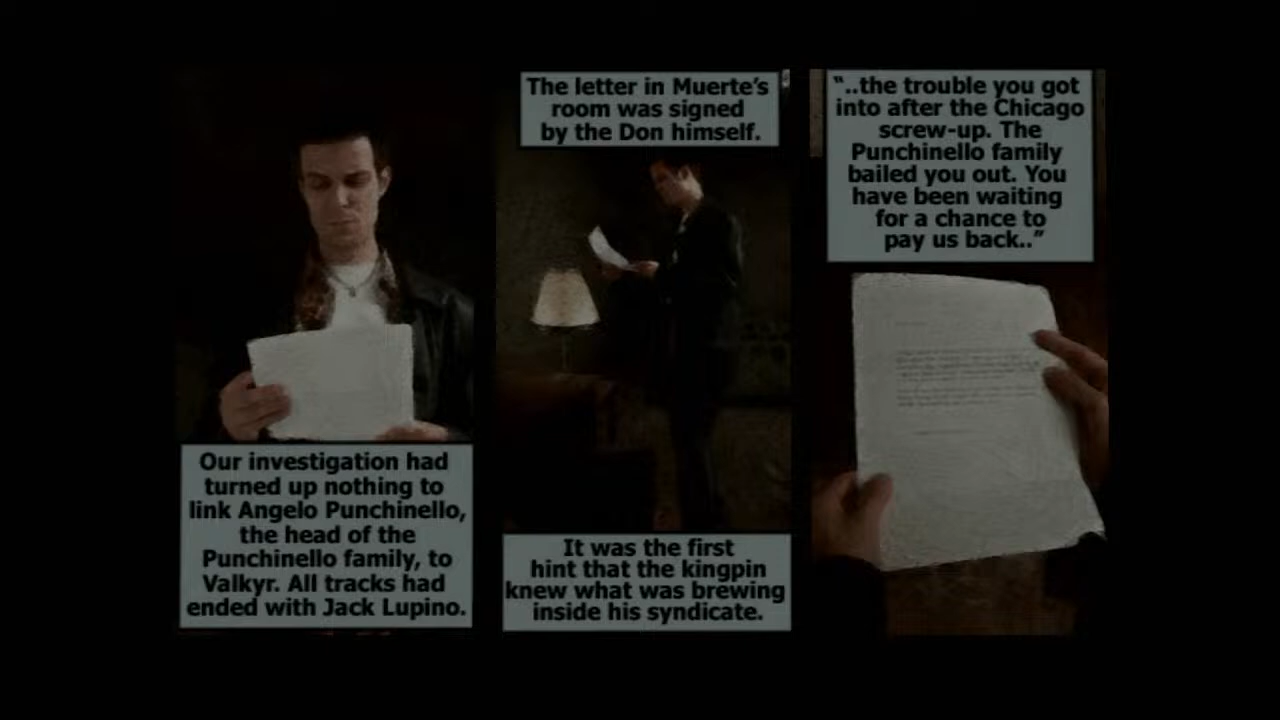 Our investigation had
turned up nothing to
link Angelo Punchinello,
the head of the
Punchinello family, to
Valkyr. All tracks had
ended with Jack Lupino.
The letter in Muerte's
room was signed
by the Don himself.
It was the first
hint that the kingpin
knew what was brewing
inside his syndicate.
"..the trouble you got
into after the Chicago
screw-up. The
Punchinello family
bailed you out. You
have been waiting
for a chance to
pay us back.."